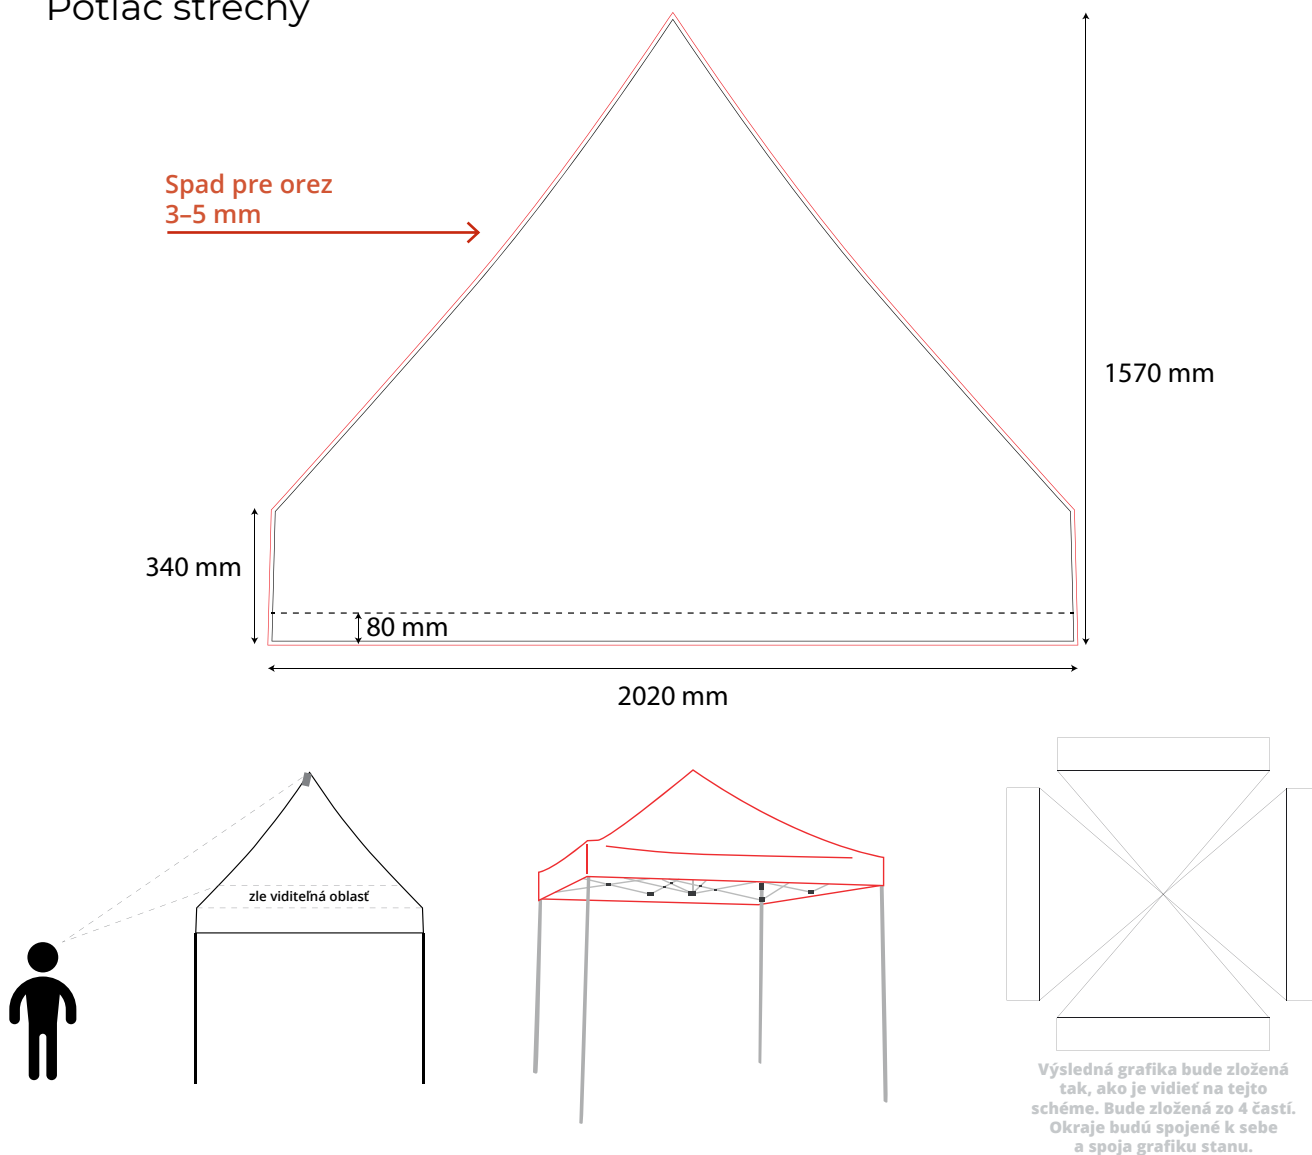 Potlač strechy
Spad pre orez
3–5 mm
1570 mm
340 mm
80 mm
2020 mm
zle viditeľná oblasť
Výsledná grafika bude zložená
tak, ako je vidieť na tejto
schéme. Bude zložená zo 4 častí.
Okraje budú spojené k sebe
a spoja grafiku stanu.